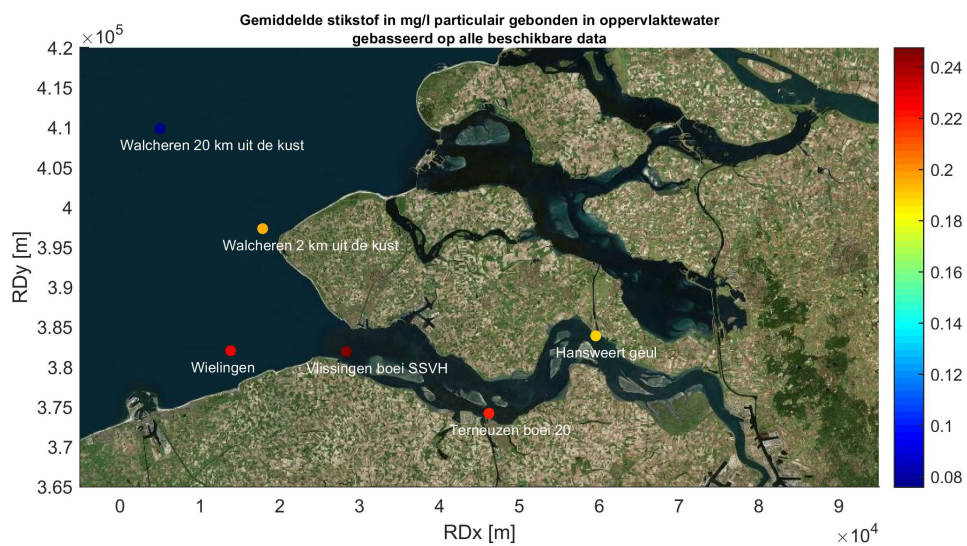 Gemiddelde stikstof in mg/l particulair gebonden in oppervlaktewater
gebasseerd op alle beschikbare data
×10⁵
4.2
4.15
4.1
4.05
4
3.95
3.9
3.85
3.8
3.75
3.7
3.65
RDy [m]
Walcheren 20 km uit de kust
Walcheren 2 km uit de kust
Wielingen
Vlissingen boei SSVH
Hansweert geul
Terneuzen boei 20
0.24
0.22
0.2
0.18
0.16
0.14
0.12
0.1
0.08
0 1 2 3 4 5 6 7 8 9
RDx [m]
×10⁴